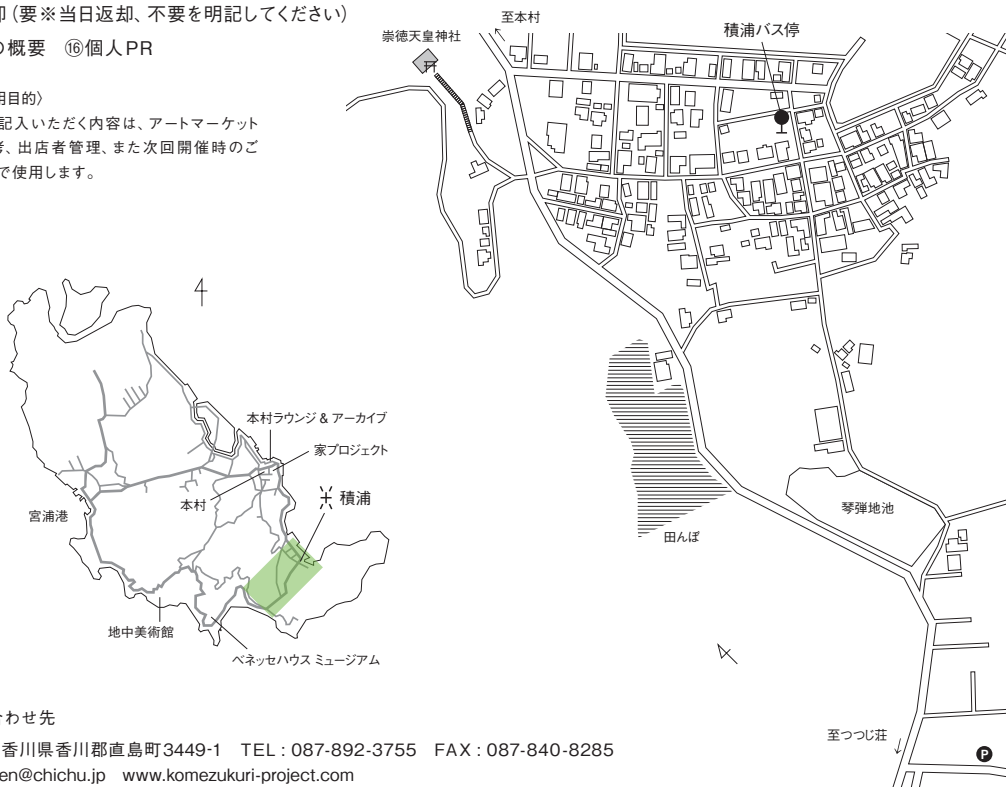 却（要※当日返却、不要を明記してください）
の概要　⑯個人PR
用目的〉
記入いただく内容は、アートマーケット
考、出店者管理、また次回開催時のご
で使用します。
至本村
崇徳天皇神社
積浦バス停
田んぼ
琴弾地池
至つつじ荘
P
4
本村ラウンジ & アーカイブ
家プロジェクト
積浦
本村
宮浦港
地中美術館
ベネッセハウス ミュージアム
わせ先
香川県香川郡直島町3449-1　TEL : 087-892-3755　FAX : 087-840-8285
en@chichu.jp　www.komezukuri-project.com